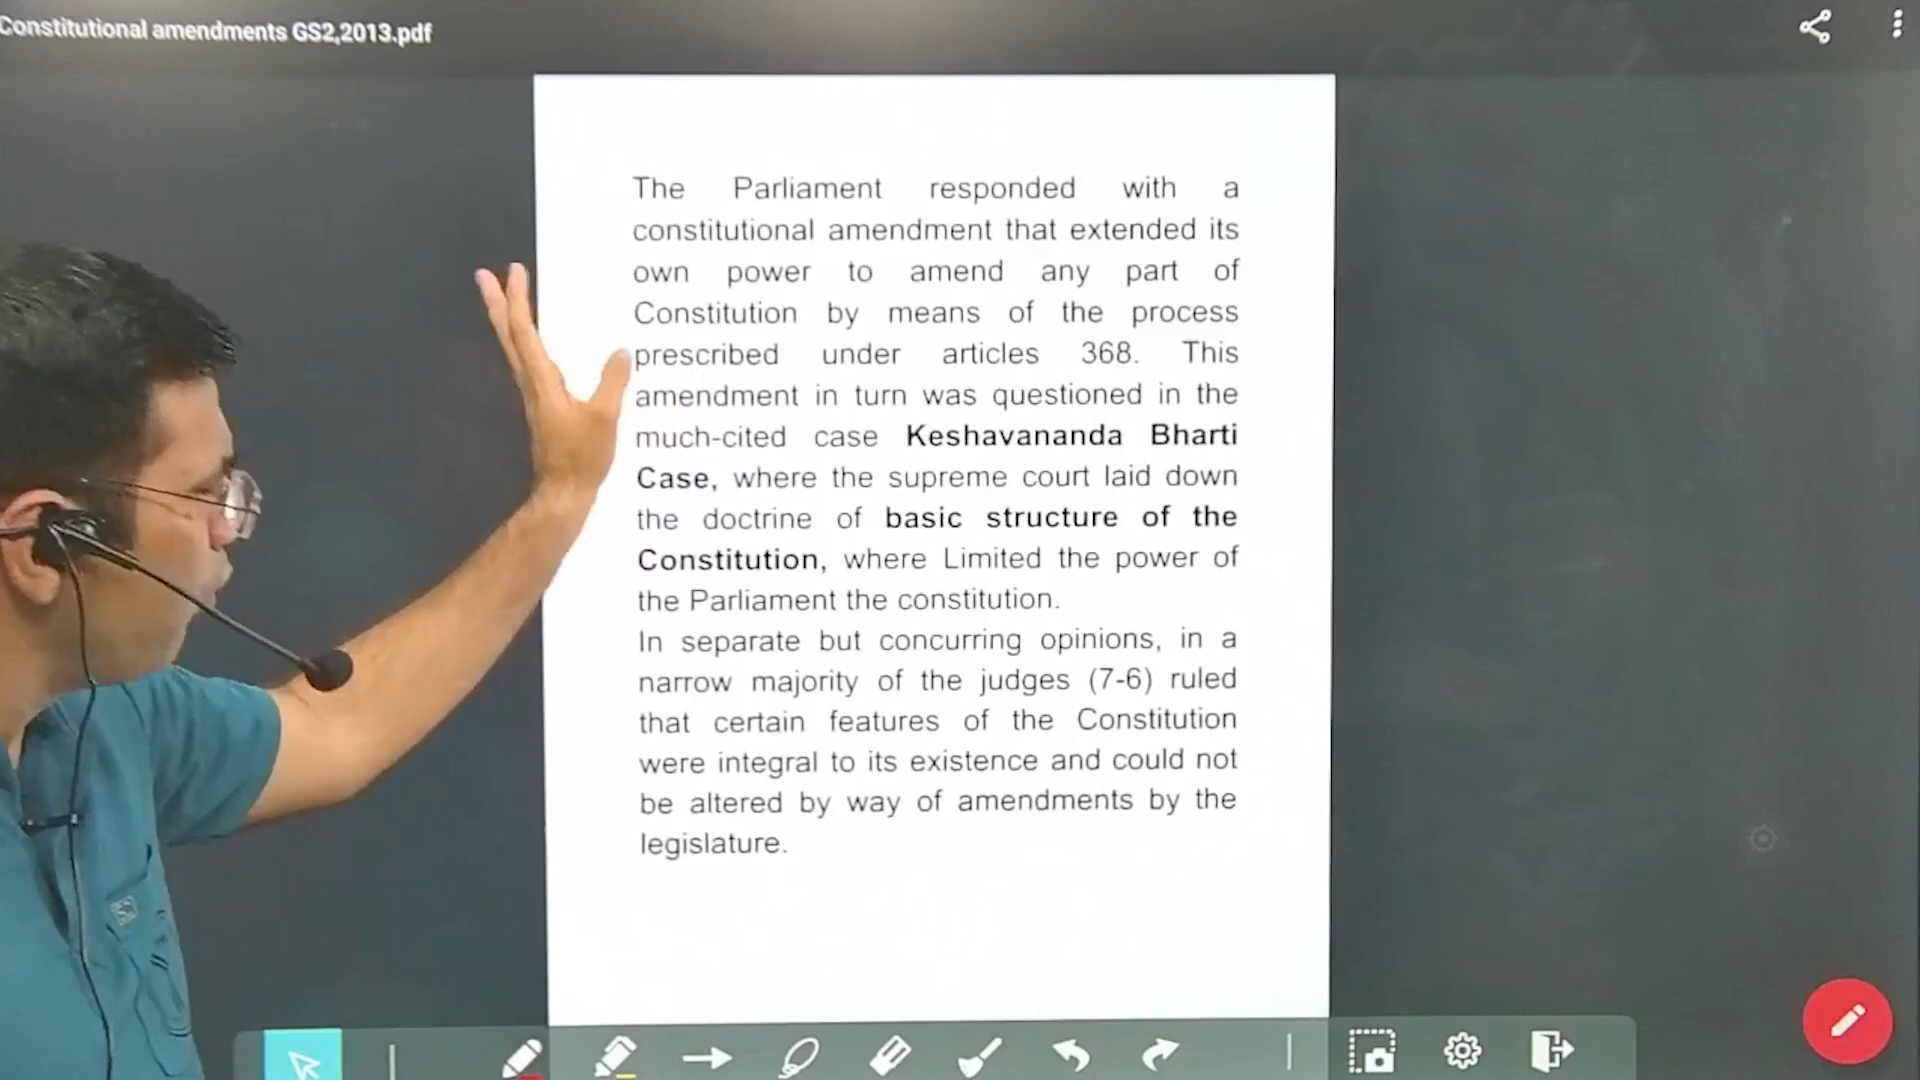 Constitutional amendments GS2,2013.pdf
The Parliament responded with a
constitutional amendment that extended its
own power to amend any part of
Constitution by means of the process
prescribed under articles 368. This
amendment in turn was questioned in the
much-cited case Keshavananda Bharti
Case, where the supreme court laid down
the doctrine of basic structure of the
Constitution, where Limited the power of
the Parliament the constitution.
In separate but concurring opinions, in a
narrow majority of the judges (7-6) ruled
that certain features of the Constitution
were integral to its existence and could not
be altered by way of amendments by the
legislature.